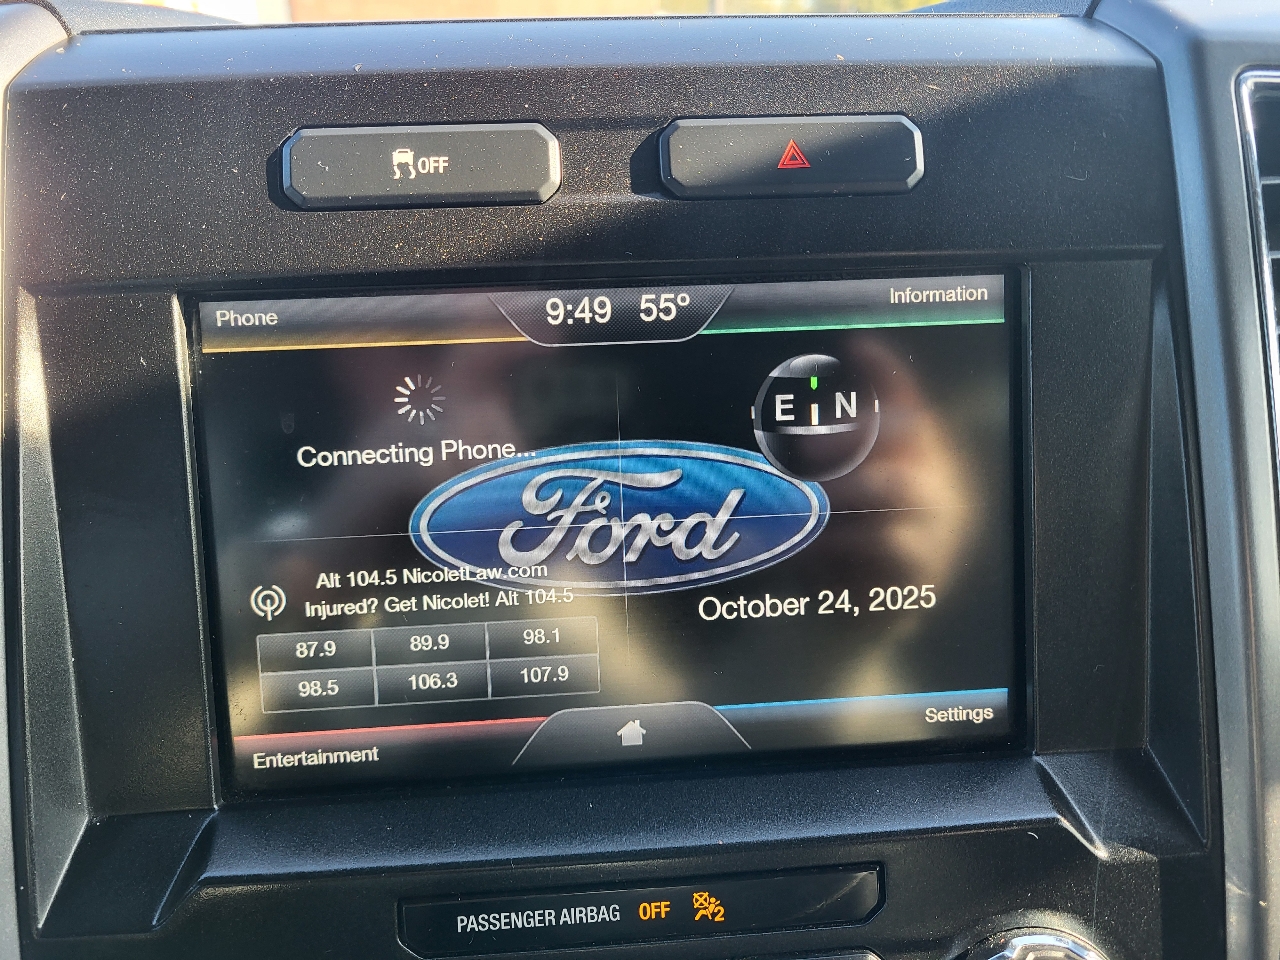 OFF
Phone
9:49 55°
Information
E N
Connecting Phone...
Ford
Alt 104.5 NicoletLaw.com
Injured? Get Nicolet! Alt 104.5
October 24, 2025
87.9 89.9 98.1
98.5 106.3 107.9
Entertainment
Settings
PASSENGER AIRBAG OFF 2